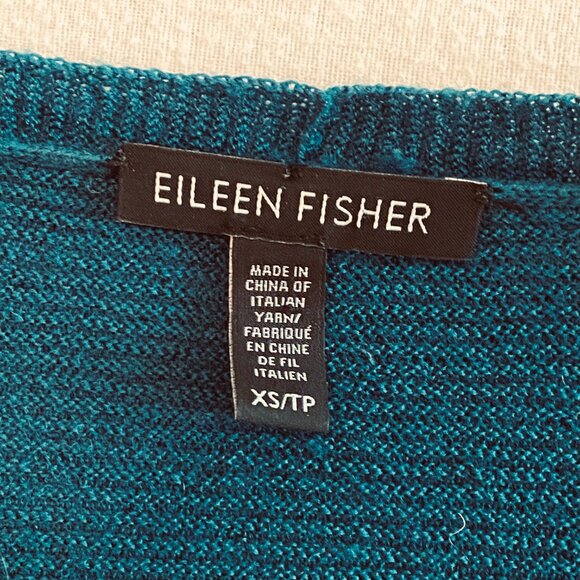 EILEEN FISHER
MADE IN
CHINA OF
ITALIAN
YARN/
FABRIQUÉ
EN CHINE
DE FIL
ITALIEN
XS/TP